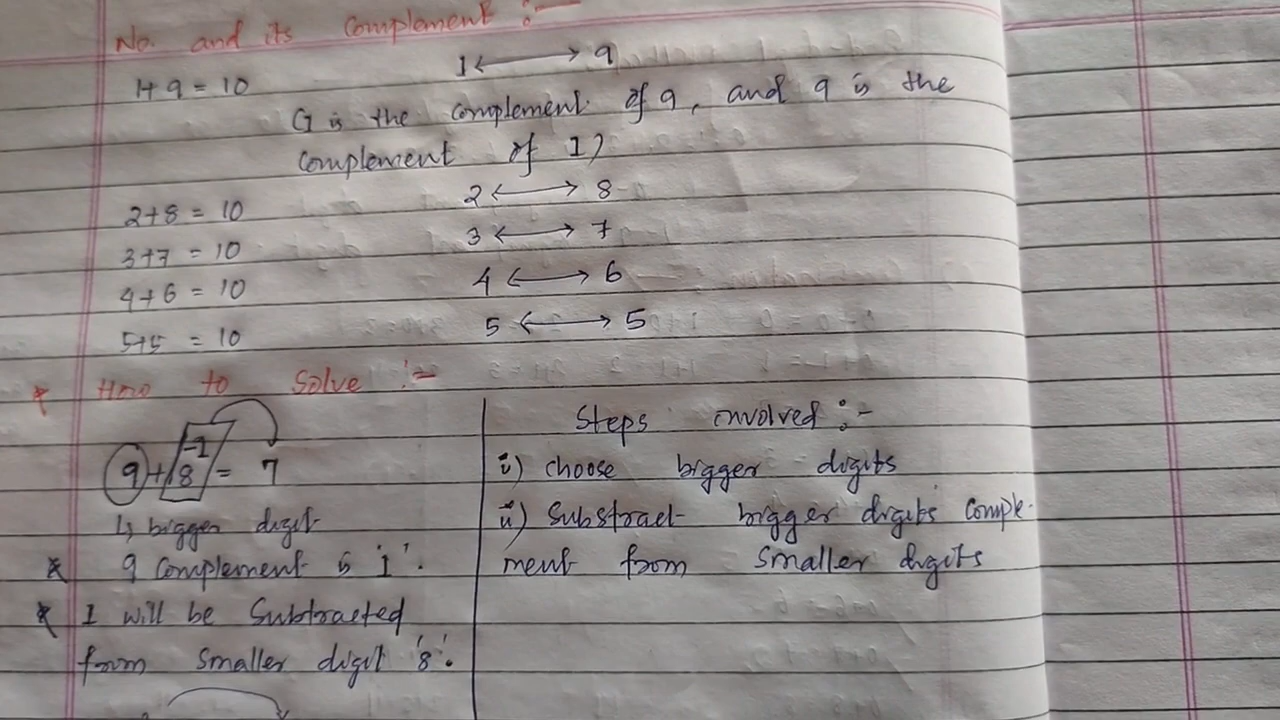 No. and its Complement :-
1+9 = 10
1 ⟷ 9
(1 is the complement of 9, and 9 is the
complement of 1)
2+8 = 10
2 ⟷ 8
3+7 = 10
3 ⟷ 7
4+6 = 10
4 ⟷ 6
5+5 = 10
5 ⟷ 5
* How to Solve :-
-1
9+8 = 7
↳ bigger digit
* 9 Complement is '1'.
* 1 will be Subtracted
from smaller digit '8'.
Steps involved :-
i) choose bigger digits
ii) Substract bigger digits comple-
ment from smaller digits